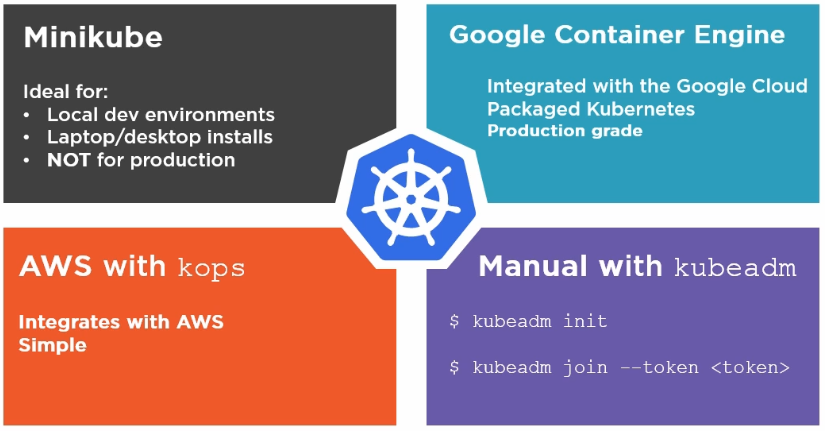 Minikube
Ideal for:
• Local dev environments
• Laptop/desktop installs
• NOT for production
Google Container Engine
Integrated with the Google Cloud
Packaged Kubernetes
Production grade
AWS with kops
Integrates with AWS
Simple
Manual with kubeadm
$ kubeadm init
$ kubeadm join --token <token>